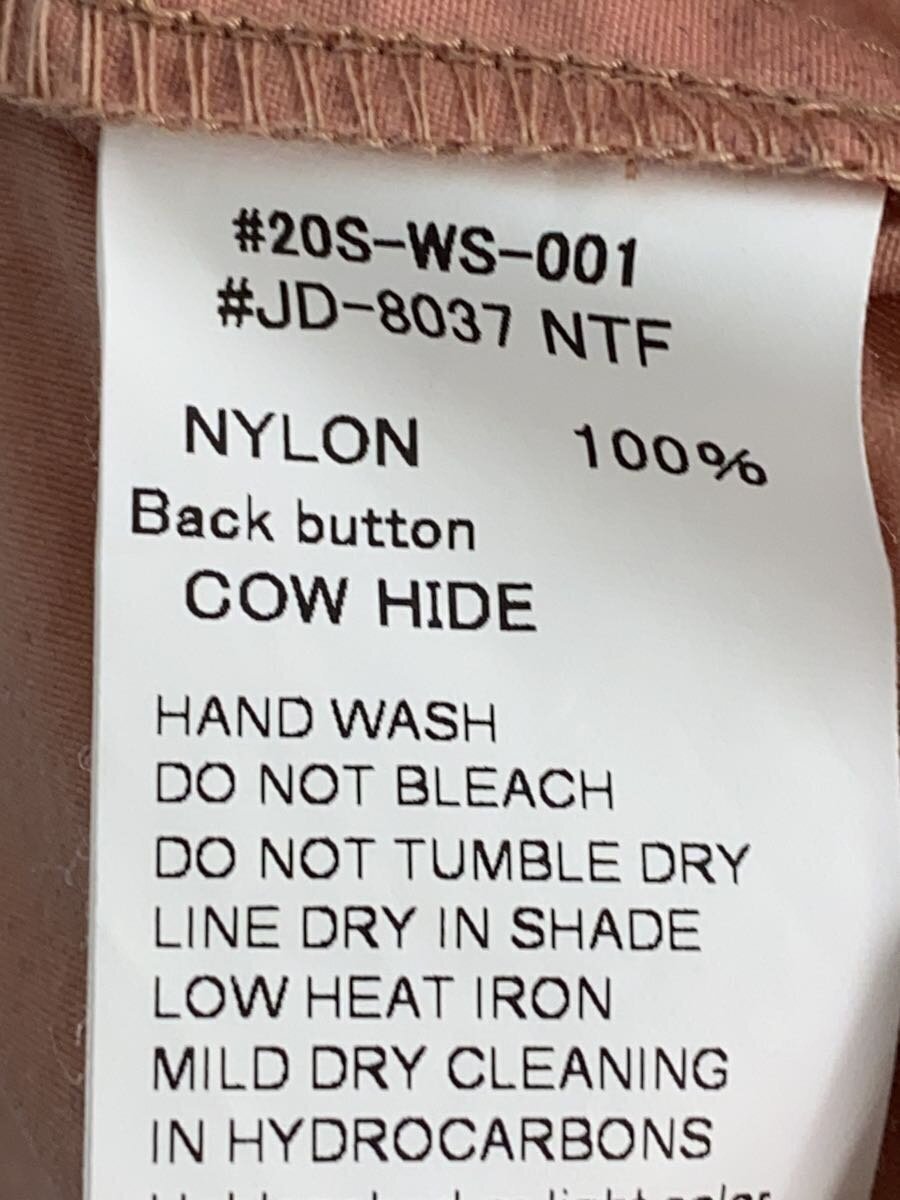 #20S-WS-001
#JD-8037 NTF
NYLON 100%
Back button
COW HIDE
HAND WASH
DO NOT BLEACH
DO NOT TUMBLE DRY
LINE DRY IN SHADE
LOW HEAT IRON
MILD DRY CLEANING
IN HYDROCARBONS